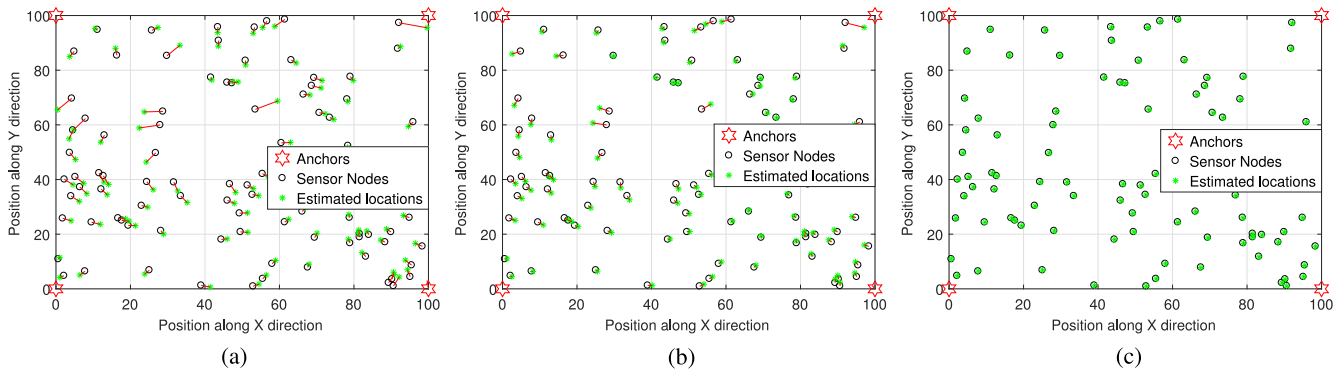 100
80
60
40
20
0
Position along Y direction
Anchors
Sensor Nodes
Estimated locations
0 20 40 60 80 100
Position along X direction
(a)
100
80
60
40
20
0
Position along Y direction
Anchors
Sensor Nodes
Estimated locations
0 20 40 60 80 100
Position along X direction
(b)
100
80
60
40
20
0
Position along Y direction
Anchors
Sensor Nodes
Estimated locations
0 20 40 60 80 100
Position along X direction
(c)